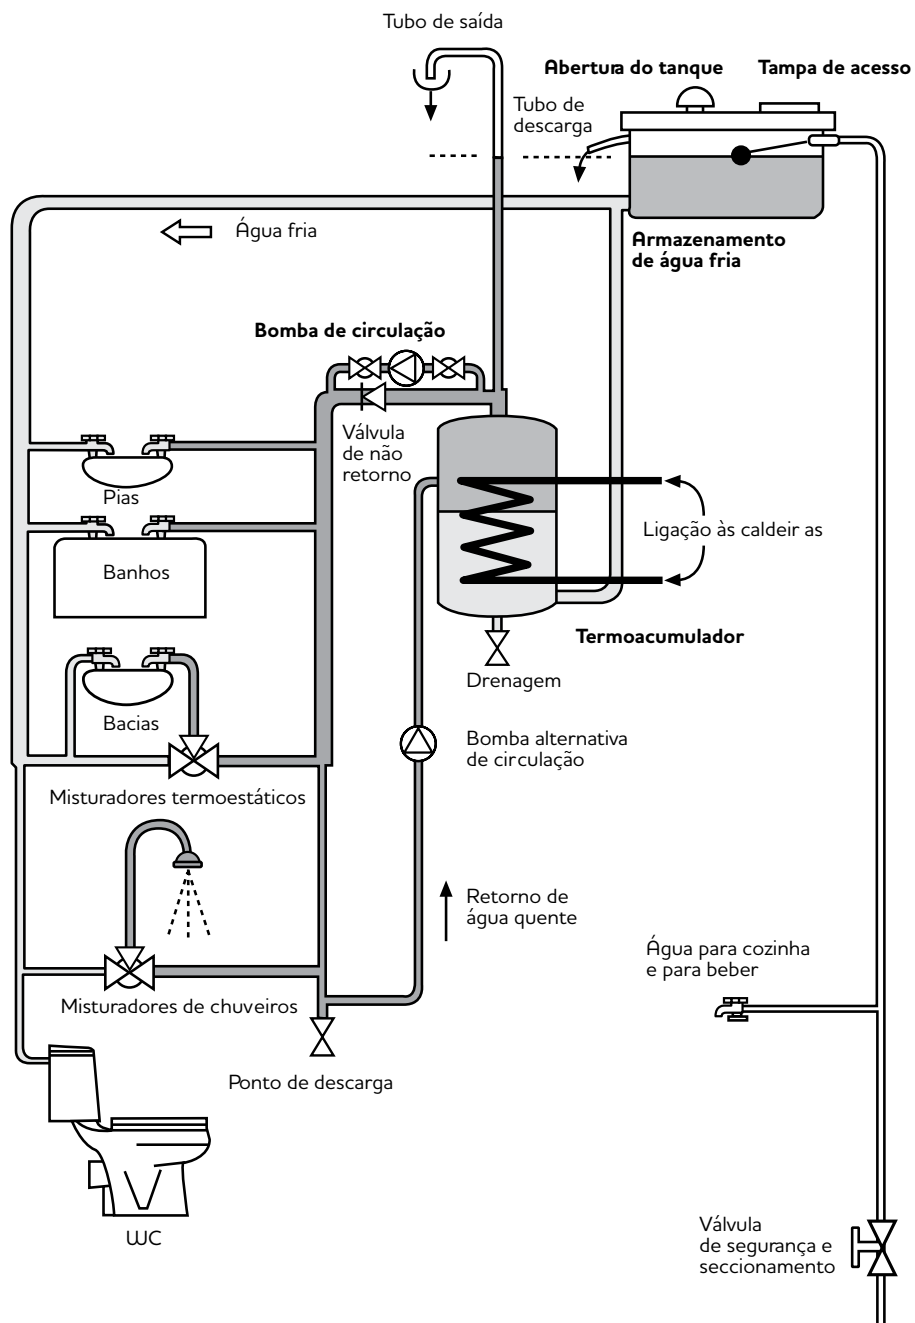 Tubo de saída
Abertura do tanque
Tampa de acesso
Tubo de
descarga
Água fria
Armazenamento
de água fria
Bomba de circulação
Válvula
de não
retorno
Pias
Ligação às caldeir as
Banhos
Termoacumulador
Drenagem
Bacias
Bomba alternativa
de circulação
Misturadores termoestáticos
Retorno de
água quente
Água para cozinha
e para beber
Misturadores de chuveiros
Ponto de descarga
WC
Válvula
de segurança e
seccionamento